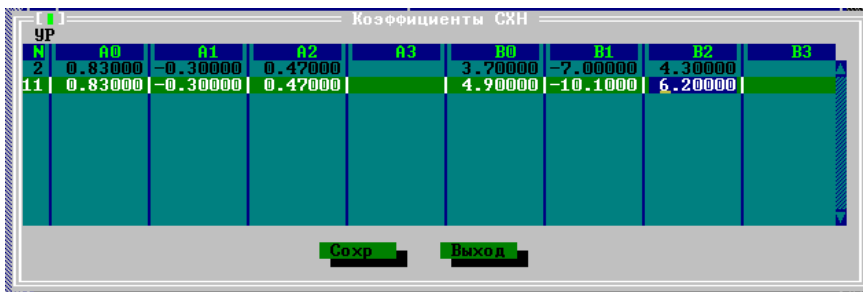 [ ] Коэффициенты СХН
УР
N A0 A1 A2 A3 B0 B1 B2 B3
2 0.83000 -0.30000 0.47000 3.70000 -7.00000 4.30000
11 0.83000 -0.30000 0.47000 4.90000 -10.1000 6.20000
Сохр Выход